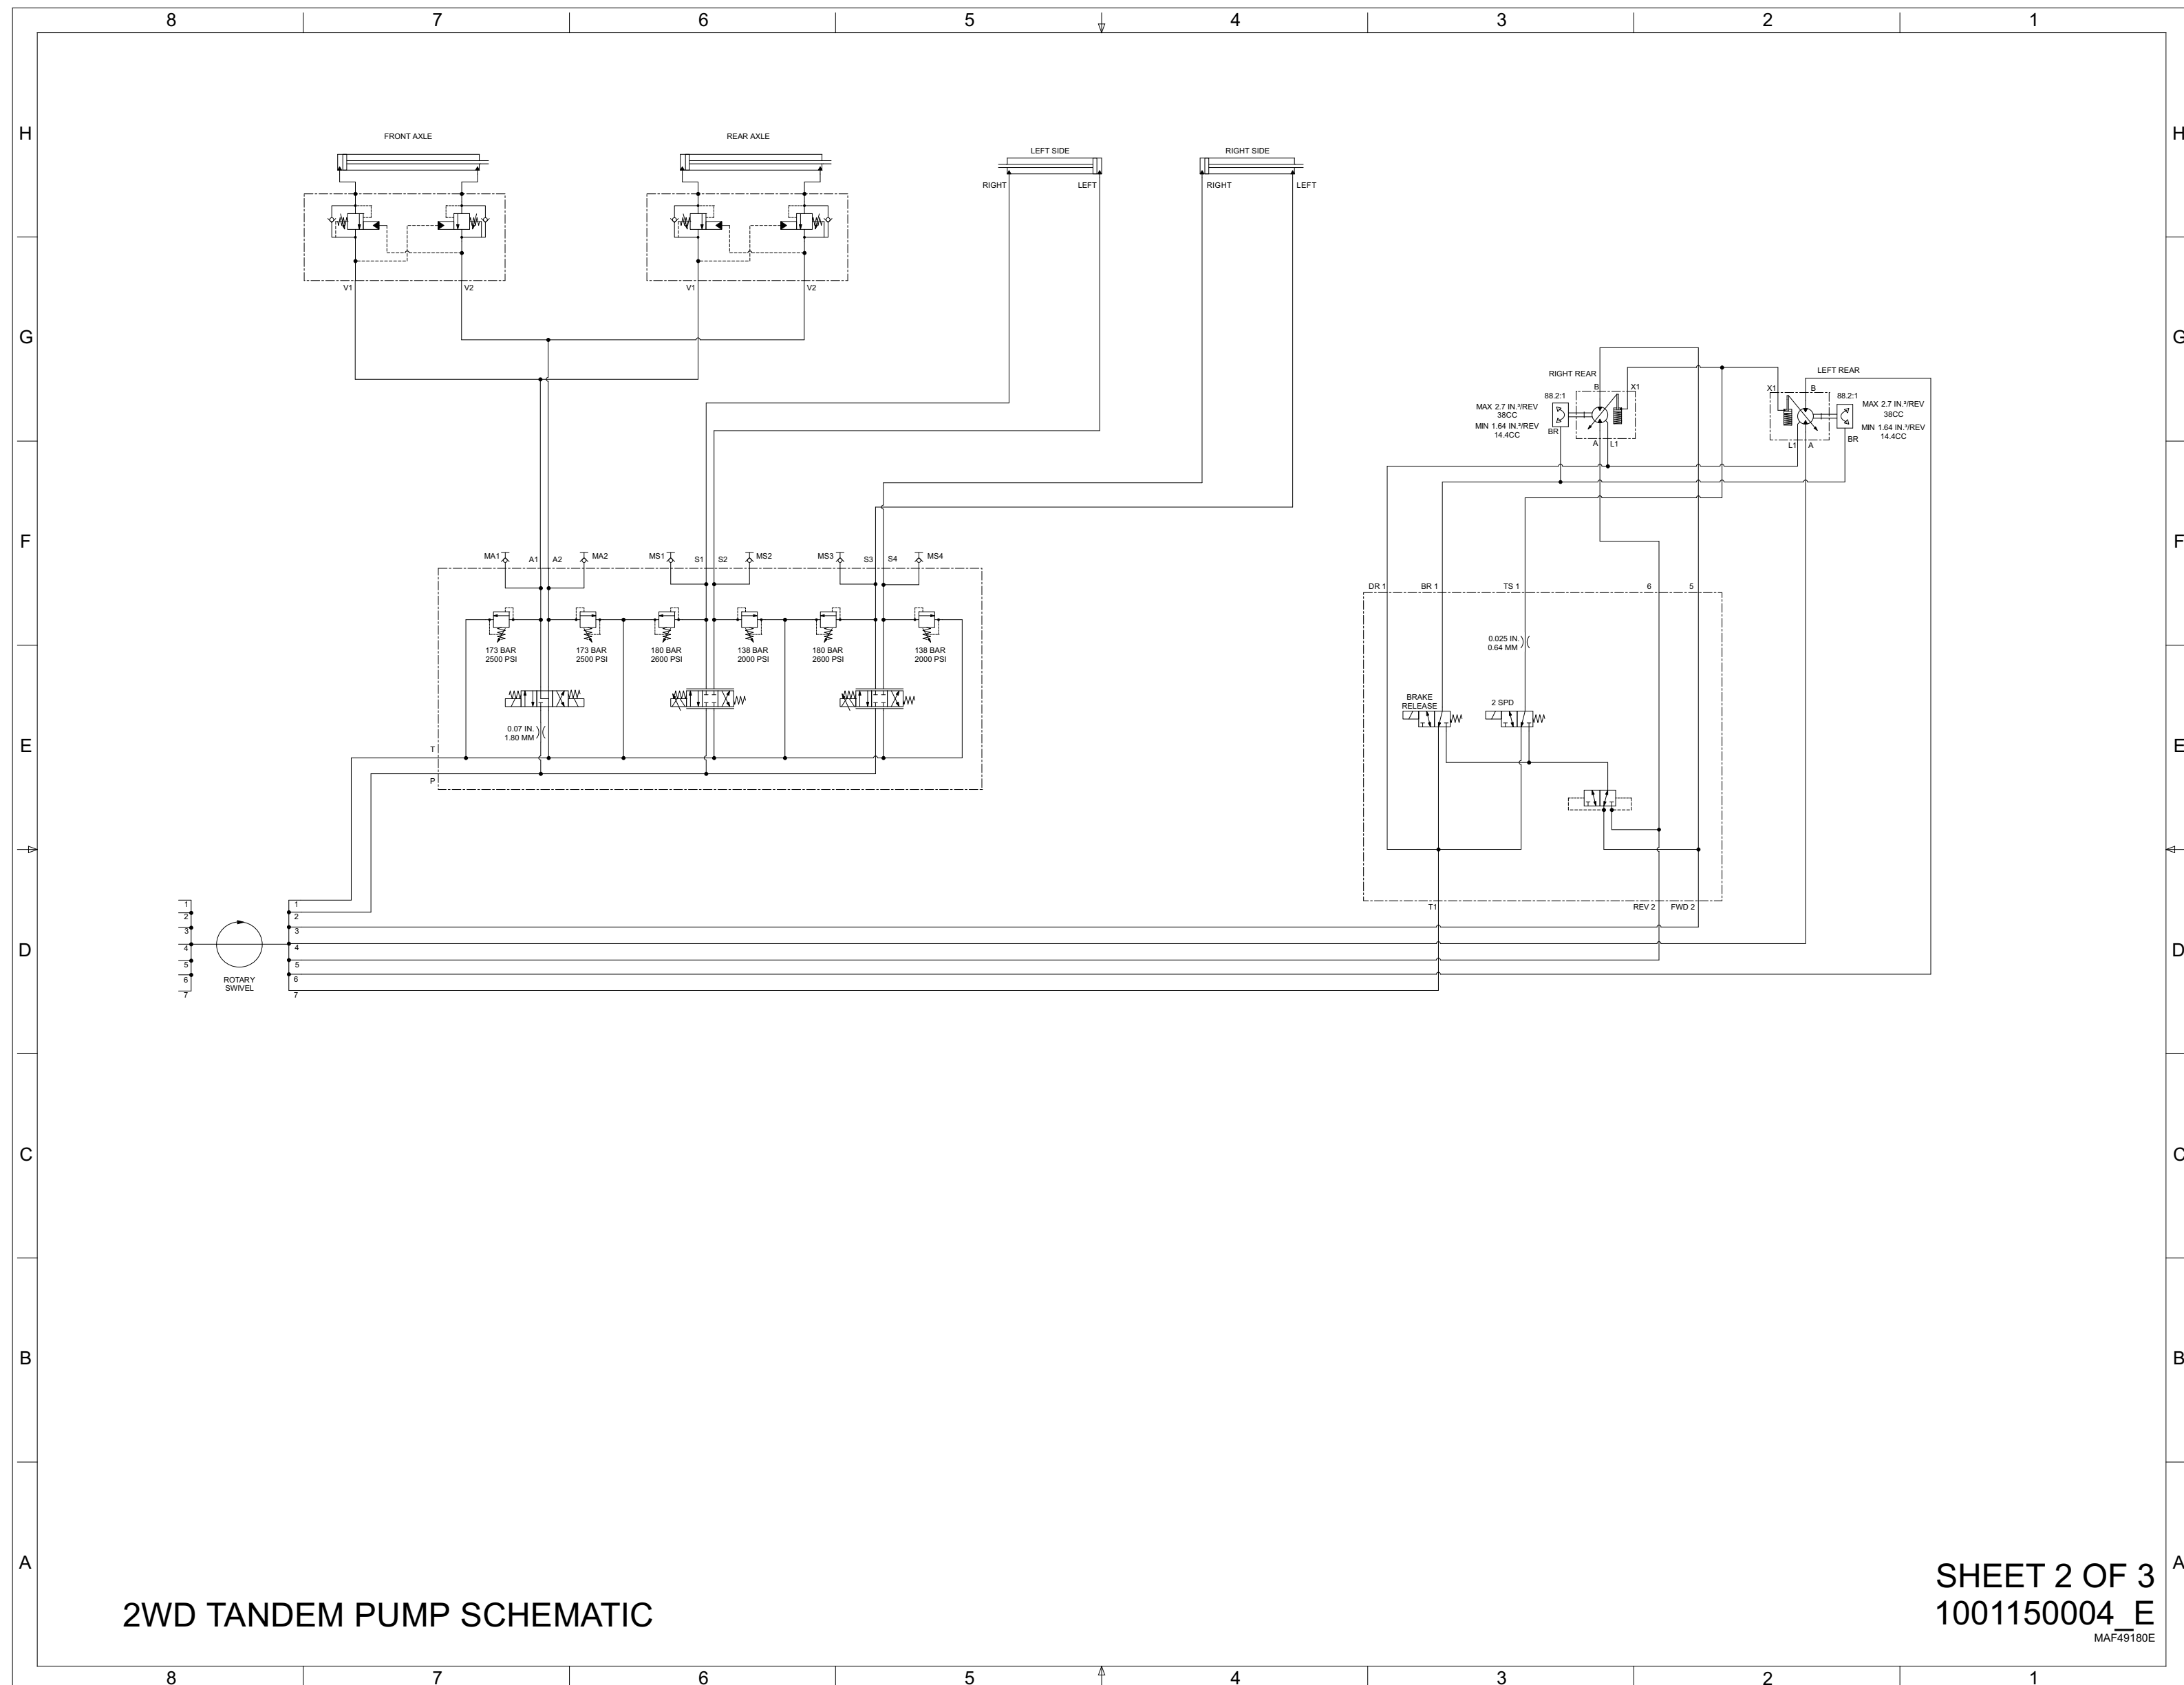 8 7 6 5 4 3 2 1
H H
FRONT AXLE
REAR AXLE
LEFT SIDE
RIGHT SIDE
RIGHT LEFT
RIGHT LEFT
V1 V2
V1 V2
G G
RIGHT REAR
B X1
88.2:1
MAX 2.7 IN.³/REV
38CC
MIN 1.64 IN.³/REV
14.4CC
BR
A L1
LEFT REAR
X1 B
88.2:1
MAX 2.7 IN.³/REV
38CC
MIN 1.64 IN.³/REV
14.4CC
BR
L1 A
F F
MA1 A1 A2 MA2 MS1 S1 S2 MS2 MS3 S3 S4 MS4
DR 1 BR 1 TS 1 6 5
173 BAR
2500 PSI
173 BAR
2500 PSI
180 BAR
2600 PSI
138 BAR
2000 PSI
180 BAR
2600 PSI
138 BAR
2000 PSI
0.025 IN.
0.64 MM
BRAKE
RELEASE
2 SPD
0.07 IN.
1.80 MM
E E
T
P
T1 REV 2 FWD 2
D D
1
2
3
4
5
6
7
ROTARY
SWIVEL
1
2
3
4
5
6
7
C C
B B
A A
2WD TANDEM PUMP SCHEMATIC
SHEET 2 OF 3
1001150004_E
MAF49180E
8 7 6 5 4 3 2 1